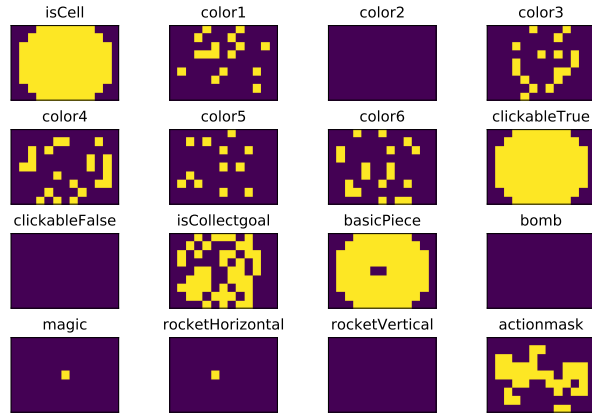 isCell
color1
color2
color3
color4
color5
color6
clickableTrue
clickableFalse
isCollectgoal
basicPiece
bomb
magic
rocketHorizontal
rocketVertical
actionmask